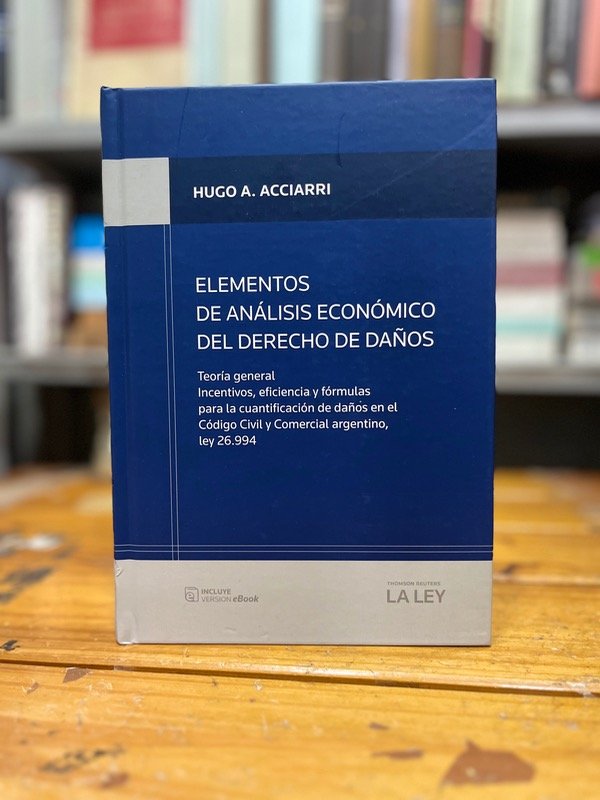 HUGO A. ACCIARRI
ELEMENTOS
DE ANÁLISIS ECONÓMICO
DEL DERECHO DE DAÑOS
Teoría general
Incentivos, eficiencia y fórmulas
para la cuantificación de daños en el
Código Civil y Comercial argentino,
ley 26.994
INCLUYE
VERSION eBook
THOMSON REUTERS
LA LEY